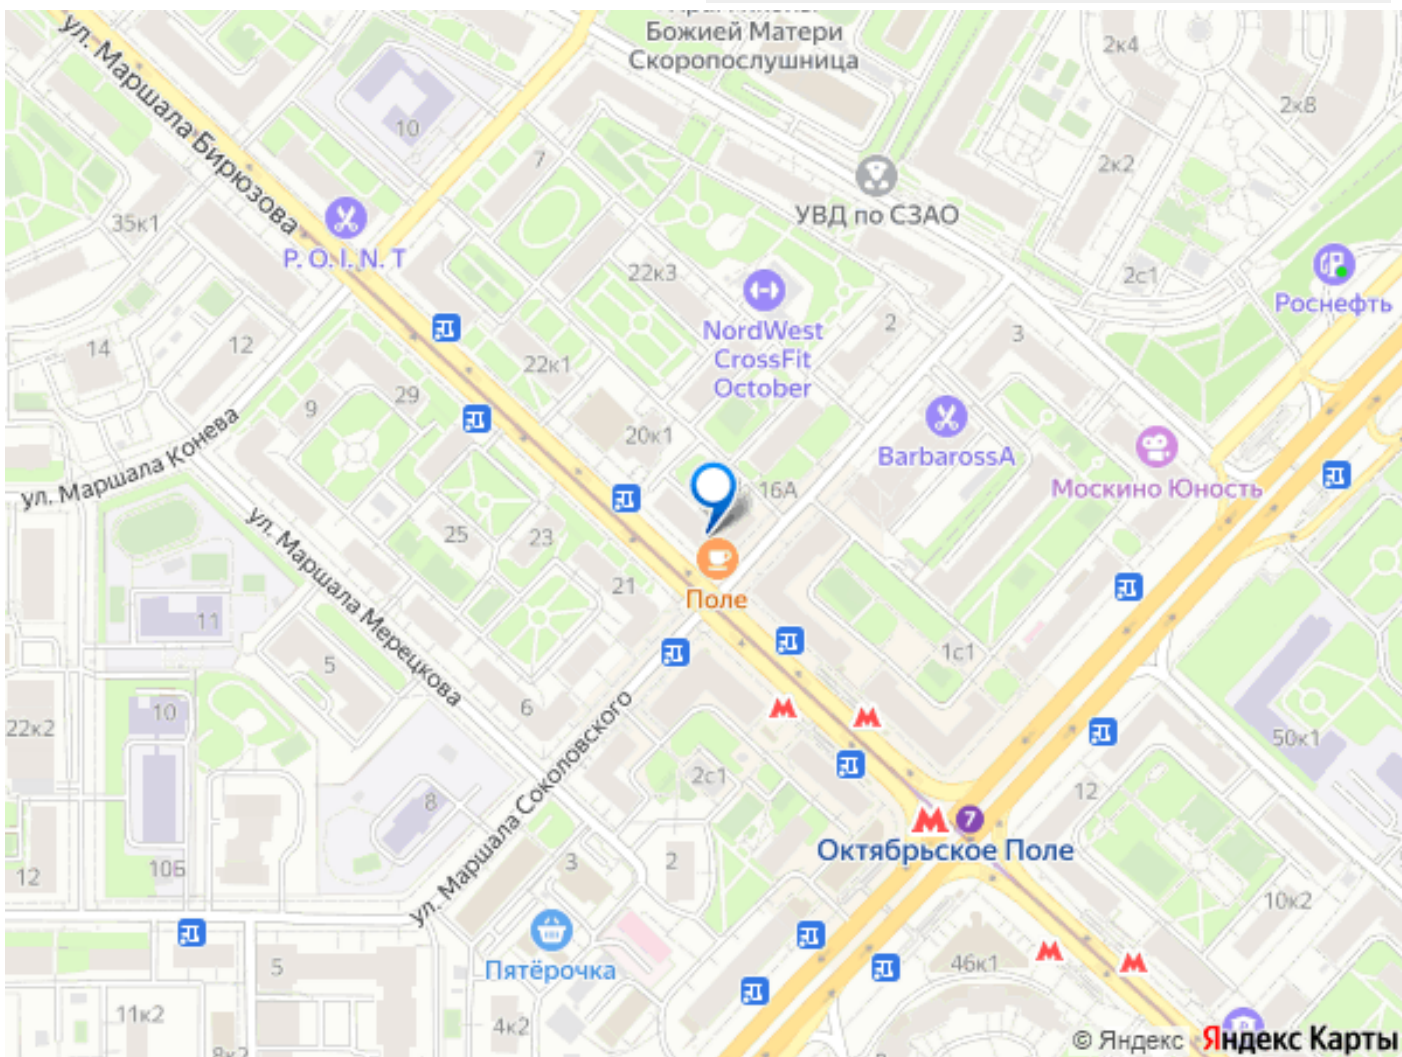 Божией Матери
Скоропослушница
2к4
2к8
10
7
2к2
УВД по СЗАО
ул. Маршала Бирюзова
35к1
P. O. I. N. T
22к3
2с1
Роснефть
NordWest
CrossFit
October
2
3
14
12
22к1
29
9
20к1
BarbarossA
Москино Юность
ул. Маршала Конева
16А
25
23
21
Поле
ул. Маршала Мерецкова
11
5
1с1
6
10
22к2
ул. Маршала Соколовского
2с1
50к1
8
12
7
Октябрьское Поле
3
2
10Б
12
10к2
Пятёрочка
46к1
5
11к2
4к2
8к2
© Яндекс Яндекс Карты